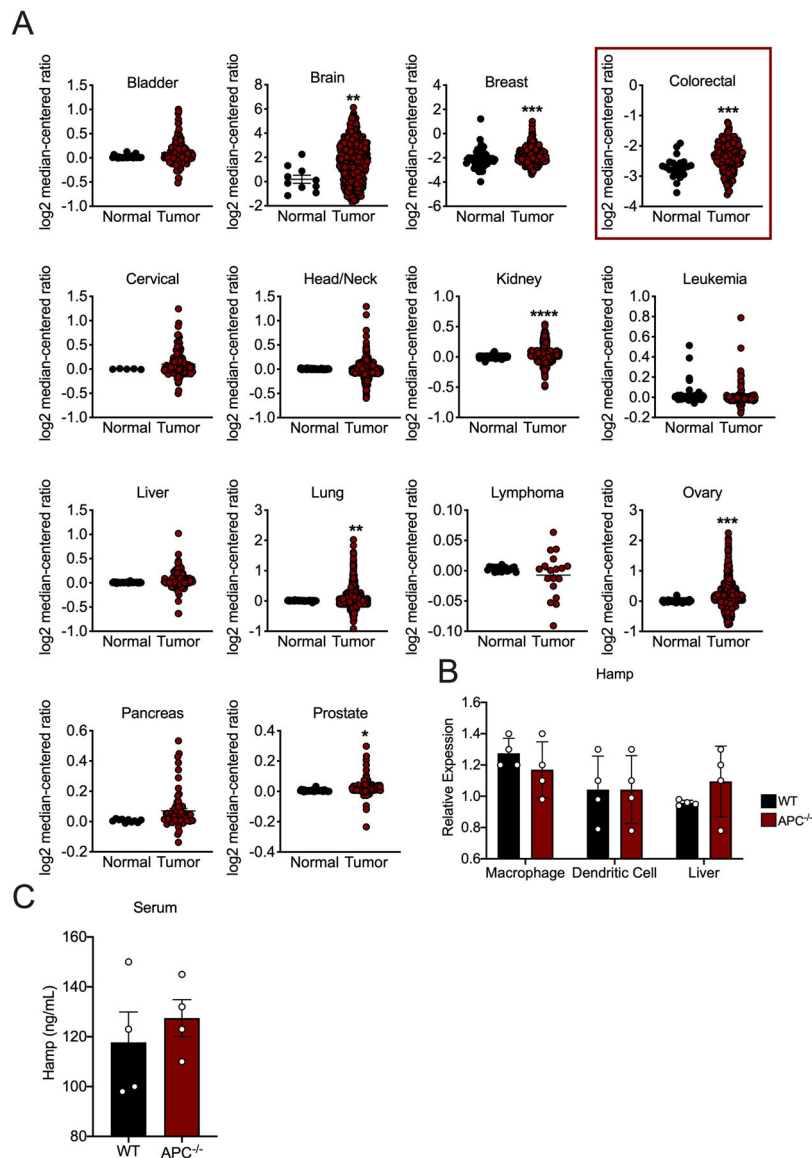 A
Bladder
log2 median-centered ratio
1.5
1.0
0.5
0.0
-0.5
-1.0
Normal Tumor
Brain
log2 median-centered ratio
8
6
4
2
0
-2
**
Normal Tumor
Breast
log2 median-centered ratio
4
2
0
-2
-4
-6
***
Normal Tumor
Colorectal
log2 median-centered ratio
0
-1
-2
-3
-4
***
Normal Tumor
Cervical
log2 median-centered ratio
1.5
1.0
0.5
0.0
-0.5
-1.0
Normal Tumor
Head/Neck
log2 median-centered ratio
1.5
1.0
0.5
0.0
-0.5
-1.0
Normal Tumor
Kidney
log2 median-centered ratio
1.0
0.5
0.0
-0.5
-1.0
****
Normal Tumor
Leukemia
log2 median-centered ratio
1.0
0.8
0.6
0.4
0.2
0.0
-0.2
Normal Tumor
Liver
log2 median-centered ratio
1.5
1.0
0.5
0.0
-0.5
-1.0
Normal Tumor
Lung
log2 median-centered ratio
3
2
1
0
-1
**
Normal Tumor
Lymphoma
log2 median-centered ratio
0.10
0.05
0.00
-0.05
-0.10
Normal Tumor
Ovary
log2 median-centered ratio
3
2
1
0
-1
***
Normal Tumor
Pancreas
log2 median-centered ratio
0.6
0.4
0.2
0.0
-0.2
Normal Tumor
Prostate
log2 median-centered ratio
0.4
0.2
0.0
-0.2
-0.4
*
Normal Tumor
B
Hamp
Relative Expession
1.6
1.4
1.2
1.0
0.8
0.6
Macrophage Dendritic Cell Liver
WT
APC-/-
C
Serum
Hamp (ng/mL)
160
140
120
100
80
WT APC-/-